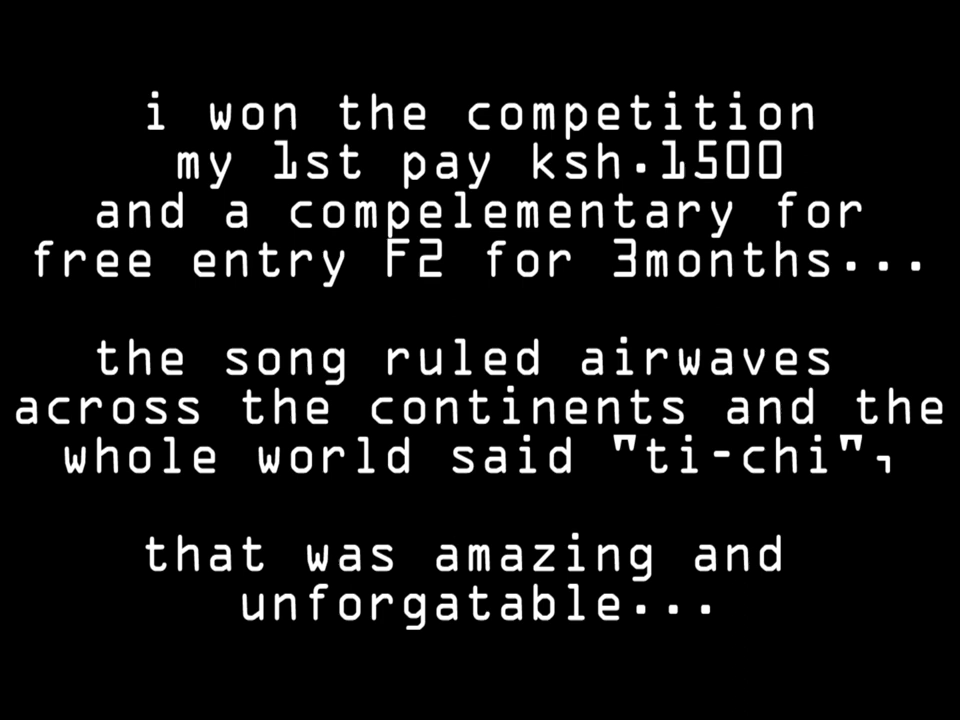 i won the competition
my 1st pay ksh.1500
and a compelementary for
free entry F2 for 3months...
the song ruled airwaves
across the continents and the
whole world said "ti-chi",
that was amazing and
unforgatable...